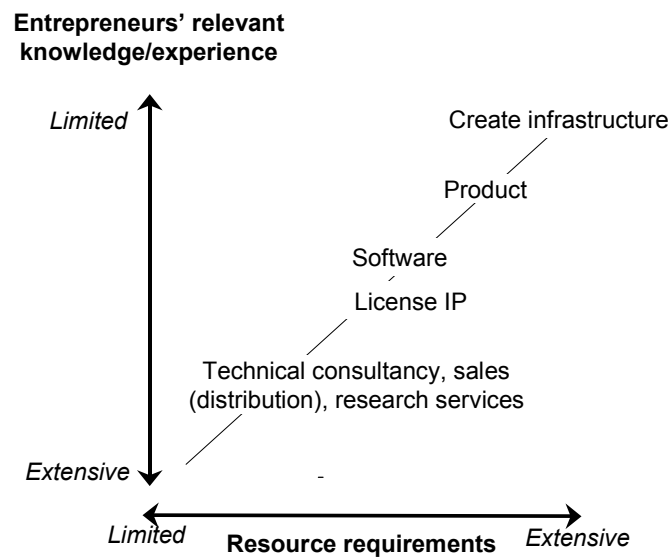 Entrepreneurs’ relevant
knowledge/experience
Limited
Create infrastructure
Product
Software
License IP
Technical consultancy, sales
(distribution), research services
Extensive
Limited
Resource requirements
Extensive